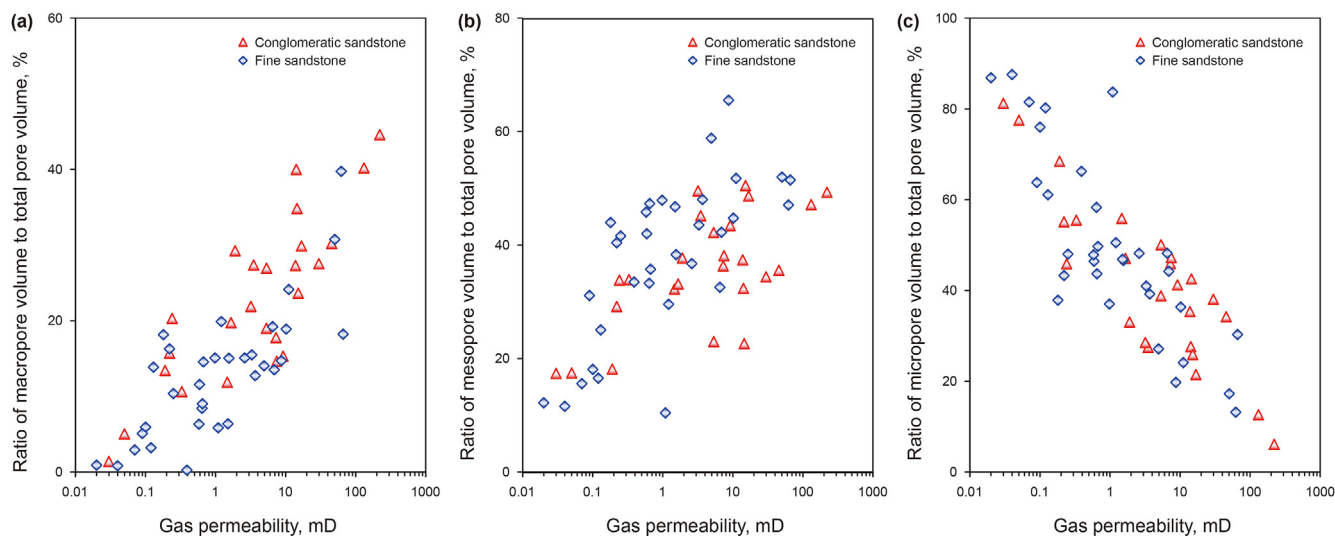 (a)
60
40
20
0
Ratio of macropore volume to total pore volume, %
Conglomeratic sandstone
Fine sandstone
0.01 0.1 1 10 100 1000
Gas permeability, mD
(b)
80
60
40
20
0
Ratio of mesopore volume to total pore volume, %
Conglomeratic sandstone
Fine sandstone
0.01 0.1 1 10 100 1000
Gas permeability, mD
(c)
100
80
60
40
20
0
Ratio of micropore volume to total pore volume, %
Conglomeratic sandstone
Fine sandstone
0.01 0.1 1 10 100 1000
Gas permeability, mD